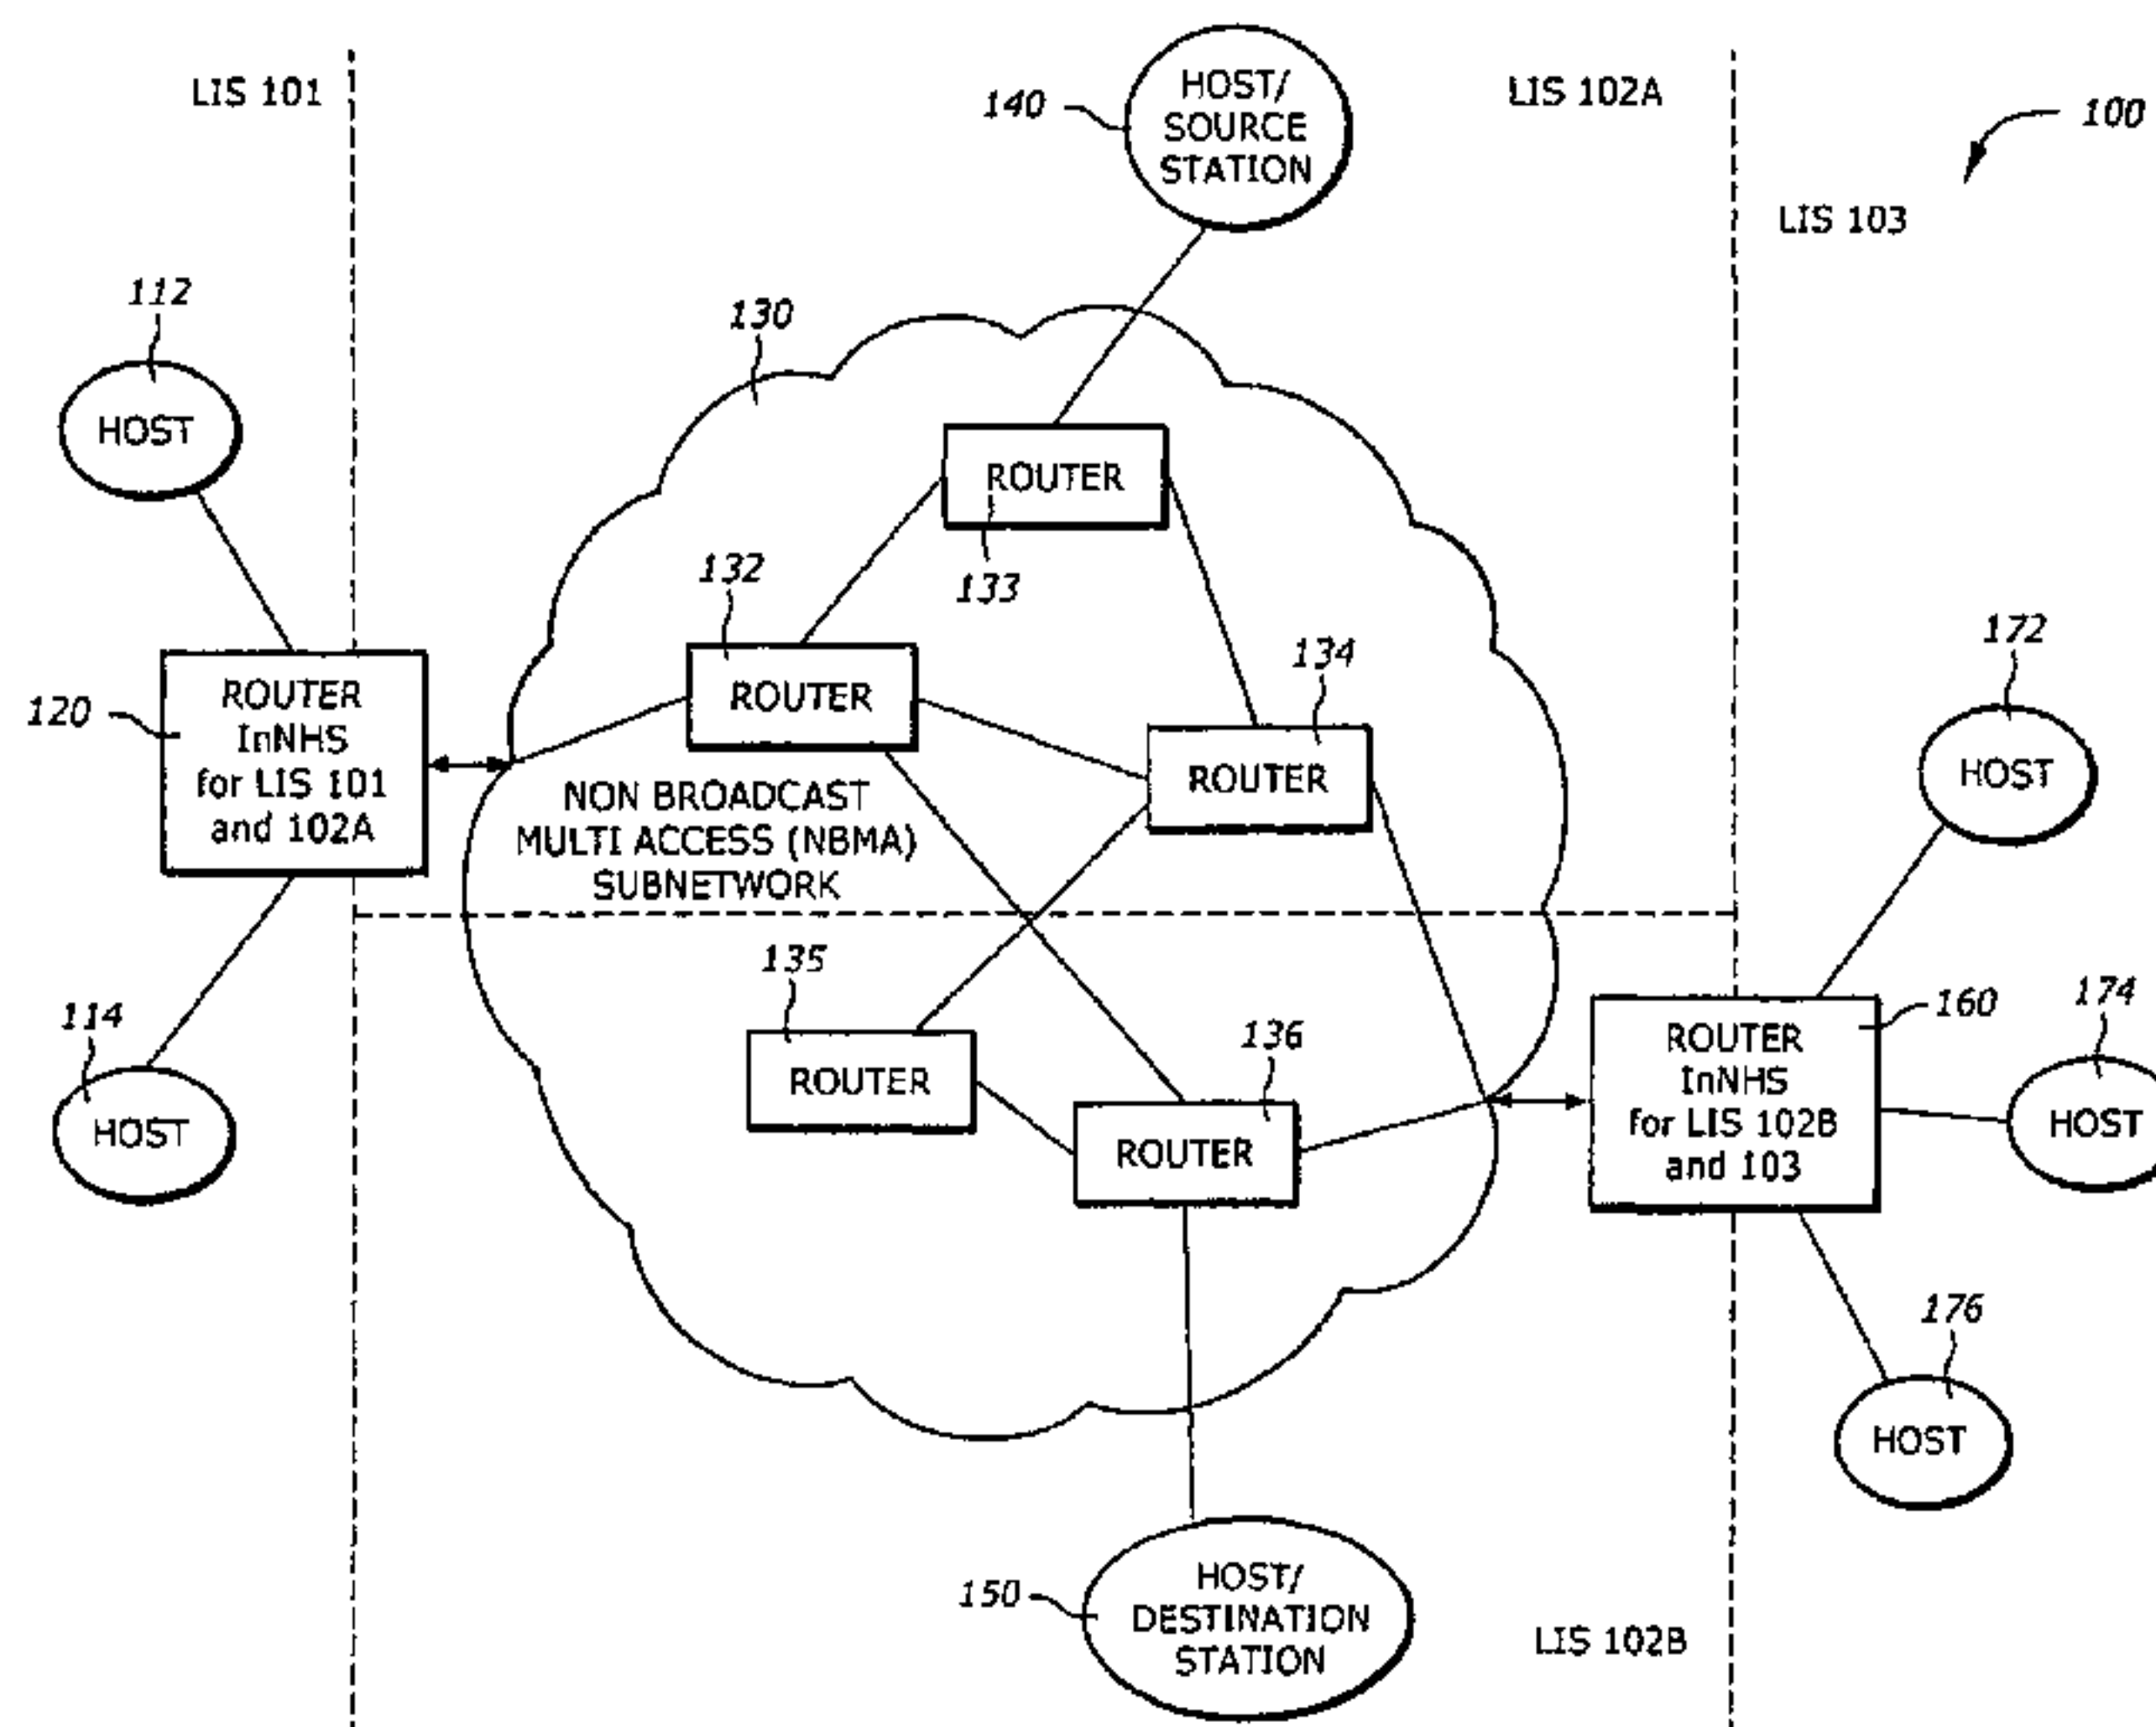 LIS 101
140
HOST/
SOURCE
STATION
LIS 102A
100
LIS 103
112
HOST
130
ROUTER
133
132
ROUTER
134
ROUTER
120
ROUTER
InNHS
for LIS 101
and 102A
NON BROADCAST
MULTI ACCESS (NBMA)
SUBNETWORK
172
HOST
135
ROUTER
136
ROUTER
114
HOST
160
ROUTER
InNHS
for LIS 102B
and 103
174
HOST
176
HOST
150
HOST/
DESTINATION
STATION
LIS 102B